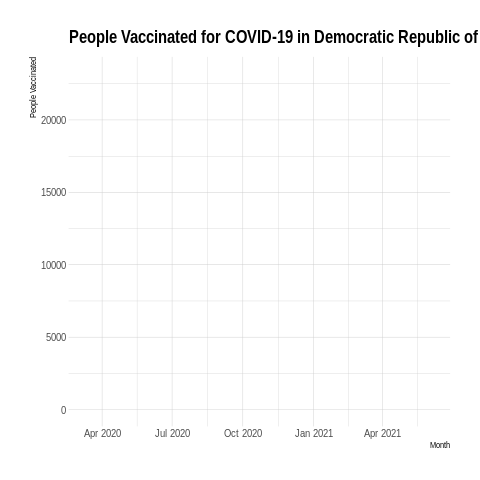 People Vaccinated for COVID-19 in Democratic Republic of
People Vaccinated
20000
15000
10000
5000
0
Apr 2020 Jul 2020 Oct 2020 Jan 2021 Apr 2021
Month